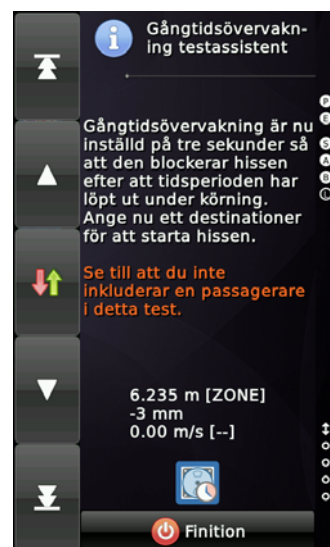 Gångtidsövervakn-
ing testassistent
Gångtidsövervakning är nu
inställd på tre sekunder så
att den blockerar hissen
efter att tidsperioden har
löpt ut under körning.
Ange nu ett destinationer
för att starta hissen.
Se till att du inte
inkluderar en passagerare
i detta test.
P
E
S
A
B
L
6.235 m [ZONE]
-3 mm
0.00 m/s [--]
Finition